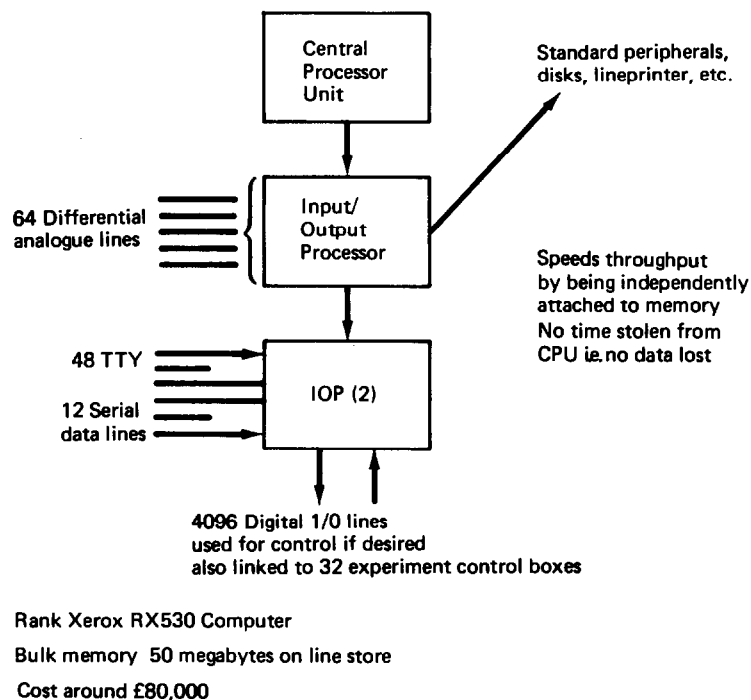 Central
Processor
Unit
Standard peripherals,
disks, lineprinter, etc.
64 Differential
analogue lines
Input/
Output
Processor
Speeds throughput
by being independently
attached to memory
No time stolen from
CPU ie. no data lost
48 TTY
12 Serial
data lines
IOP (2)
4096 Digital 1/0 lines
used for control if desired
also linked to 32 experiment control boxes
Rank Xerox RX530 Computer
Bulk memory 50 megabytes on line store
Cost around £80,000